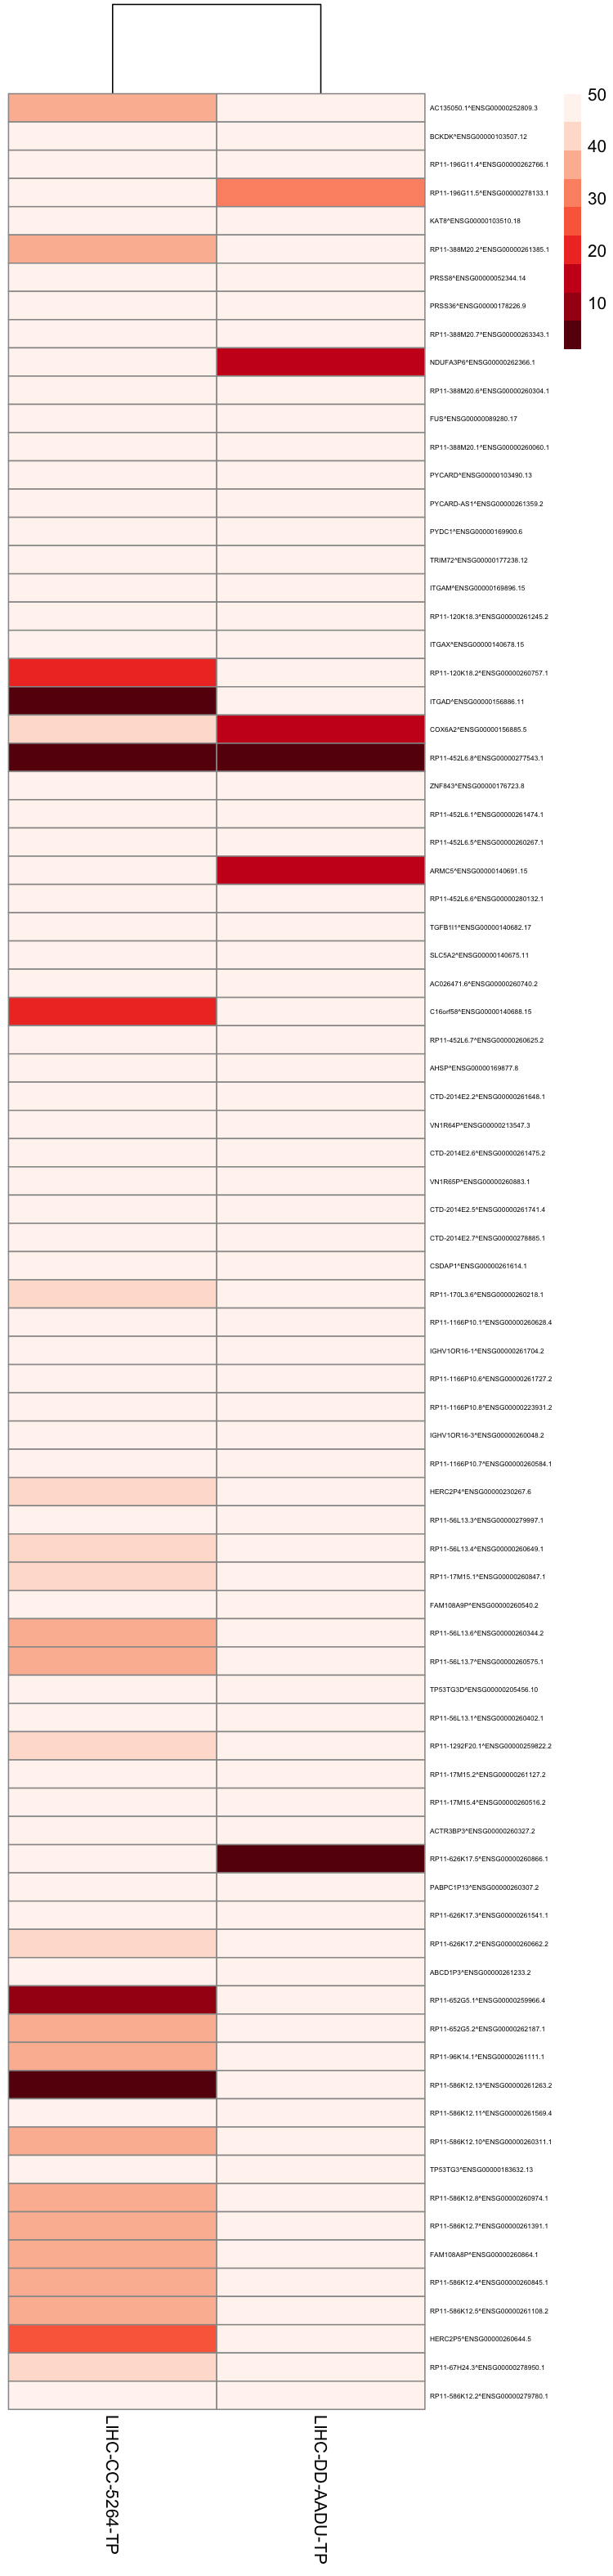 50
40
30
20
10
AC135050.1^ENSG00000252809.3
BCKDK^ENSG00000103507.12
RP11-196G11.4^ENSG00000262766.1
RP11-196G11.5^ENSG00000278133.1
KAT8^ENSG00000103510.18
RP11-388M20.2^ENSG00000261385.1
PRSS8^ENSG00000052344.14
PRSS36^ENSG00000178226.9
RP11-388M20.7^ENSG00000263343.1
NDUFA3P6^ENSG00000262366.1
RP11-388M20.6^ENSG00000260304.1
FUS^ENSG00000089280.17
RP11-388M20.1^ENSG00000260060.1
PYCARD^ENSG00000103490.13
PYCARD-AS1^ENSG00000261359.2
PYDC1^ENSG00000169900.6
TRIM72^ENSG00000177238.12
ITGAM^ENSG00000169896.15
RP11-120K18.3^ENSG00000261245.2
ITGAX^ENSG00000140678.15
RP11-120K18.2^ENSG00000260757.1
ITGAD^ENSG00000156886.11
COX6A2^ENSG00000156885.5
RP11-452L6.8^ENSG00000277543.1
ZNF843^ENSG00000176723.8
RP11-452L6.1^ENSG00000261474.1
RP11-452L6.5^ENSG00000260267.1
ARMC5^ENSG00000140691.15
RP11-452L6.6^ENSG00000280132.1
TGFB1I1^ENSG00000140682.17
SLC5A2^ENSG00000140675.11
AC026471.6^ENSG00000260740.2
C16orf58^ENSG00000140688.15
RP11-452L6.7^ENSG00000260625.2
AHSP^ENSG00000169877.8
CTD-2014E2.2^ENSG00000261648.1
VN1R64P^ENSG00000213547.3
CTD-2014E2.6^ENSG00000261475.2
VN1R65P^ENSG00000260883.1
CTD-2014E2.5^ENSG00000261741.4
CTD-2014E2.7^ENSG00000278885.1
CSDAP1^ENSG00000261614.1
RP11-170L3.6^ENSG00000260218.1
RP11-1166P10.1^ENSG00000260628.4
IGHV1OR16-1^ENSG00000261704.2
RP11-1166P10.6^ENSG00000261727.2
RP11-1166P10.8^ENSG00000223931.2
IGHV1OR16-3^ENSG00000260048.2
RP11-1166P10.7^ENSG00000260584.1
HERC2P4^ENSG00000230267.6
RP11-56L13.3^ENSG00000279997.1
RP11-56L13.4^ENSG00000260649.1
RP11-17M15.1^ENSG00000260847.1
FAM108A9P^ENSG00000260540.2
RP11-56L13.6^ENSG00000260344.2
RP11-56L13.7^ENSG00000260575.1
TP53TG3D^ENSG00000205456.10
RP11-56L13.1^ENSG00000260402.1
RP11-1292F20.1^ENSG00000259822.2
RP11-17M15.2^ENSG00000261127.2
RP11-17M15.4^ENSG00000260516.2
ACTR3BP3^ENSG00000260327.2
RP11-626K17.5^ENSG00000260866.1
PABPC1P13^ENSG00000260307.2
RP11-626K17.3^ENSG00000261541.1
RP11-626K17.2^ENSG00000260662.2
ABCD1P3^ENSG00000261233.2
RP11-652G5.1^ENSG00000259966.4
RP11-652G5.2^ENSG00000262187.1
RP11-96K14.1^ENSG00000261111.1
RP11-586K12.13^ENSG00000261263.2
RP11-586K12.11^ENSG00000261569.4
RP11-586K12.10^ENSG00000260311.1
TP53TG3^ENSG00000183632.13
RP11-586K12.8^ENSG00000260974.1
RP11-586K12.7^ENSG00000261391.1
FAM108A8P^ENSG00000260864.1
RP11-586K12.4^ENSG00000260845.1
RP11-586K12.5^ENSG00000261108.2
HERC2P5^ENSG00000260644.5
RP11-67H24.3^ENSG00000278950.1
RP11-586K12.2^ENSG00000279780.1
LIHC-CC-5264-TP
LIHC-DD-AADU-TP